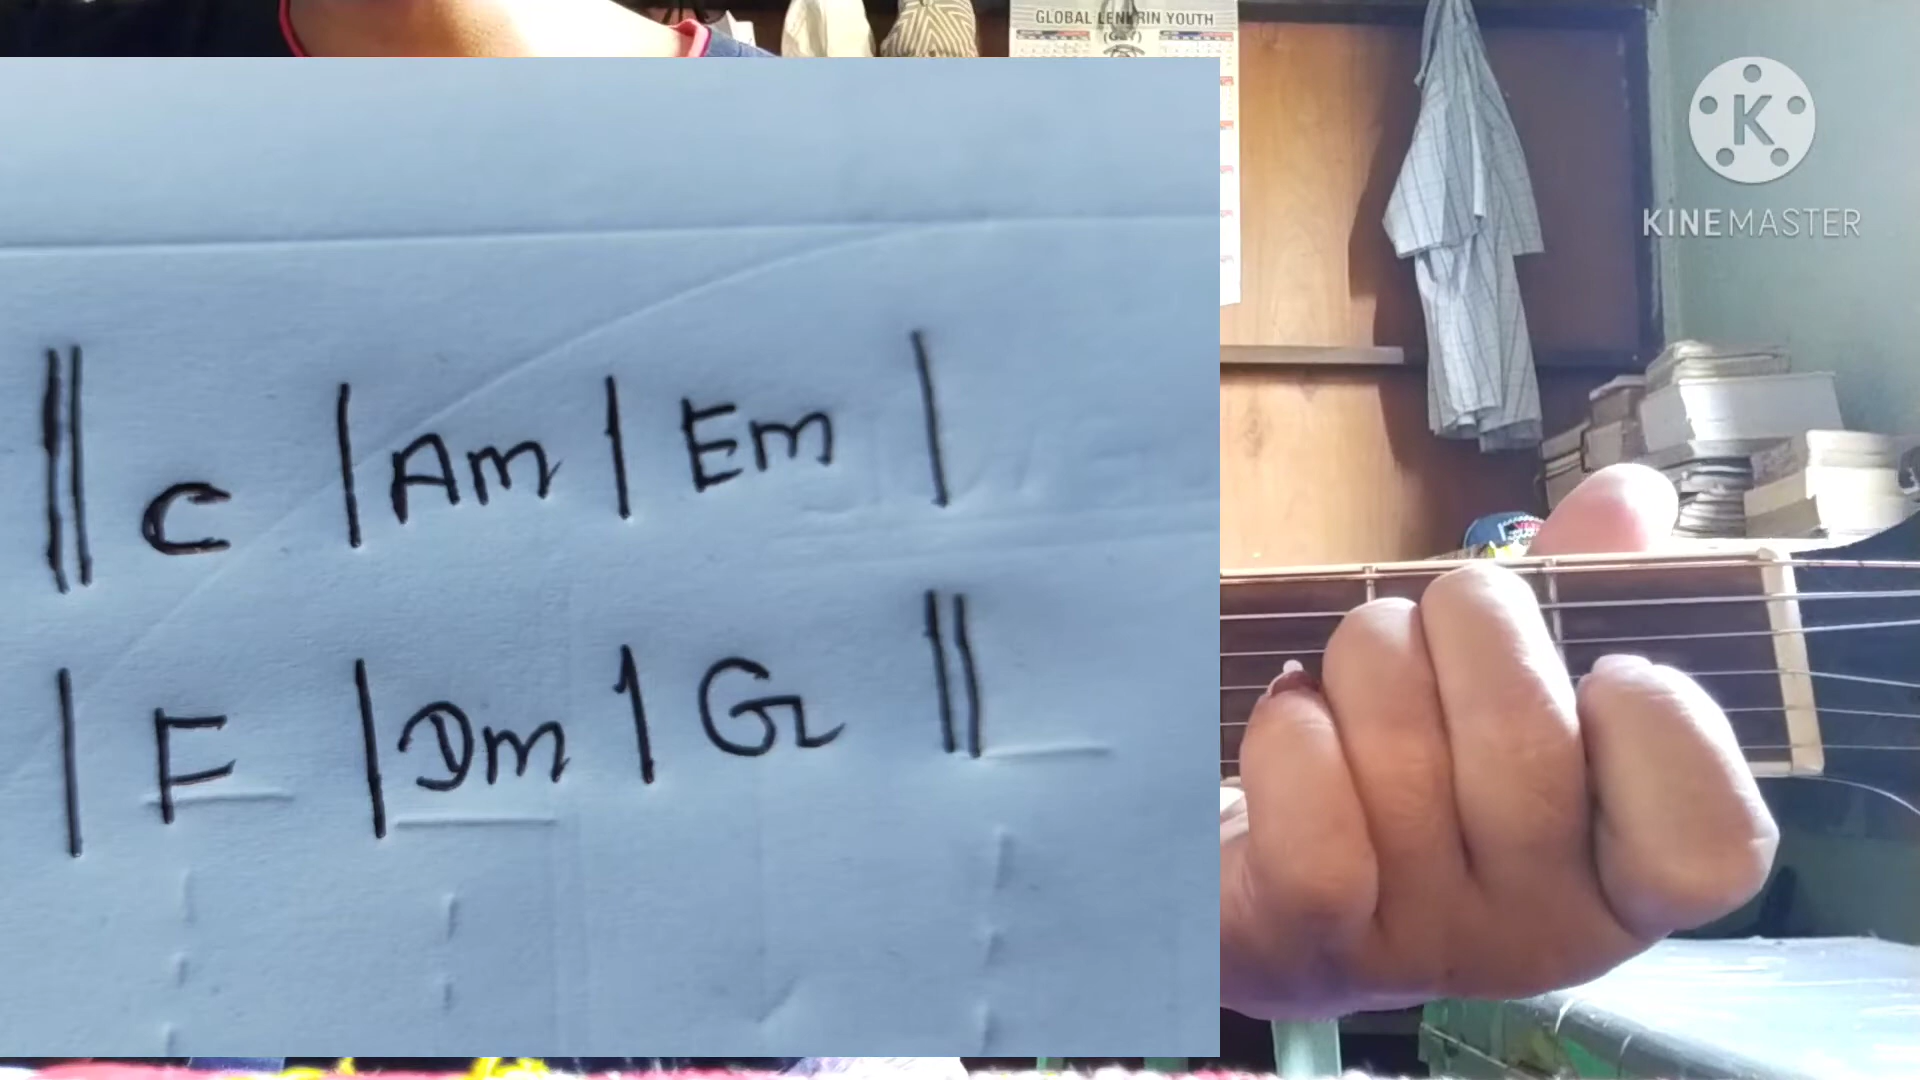 GLOBAL LENKRIN YOUTH
K
KINEMASTER
|| C | Am | Em |
| F | Dm | G ||